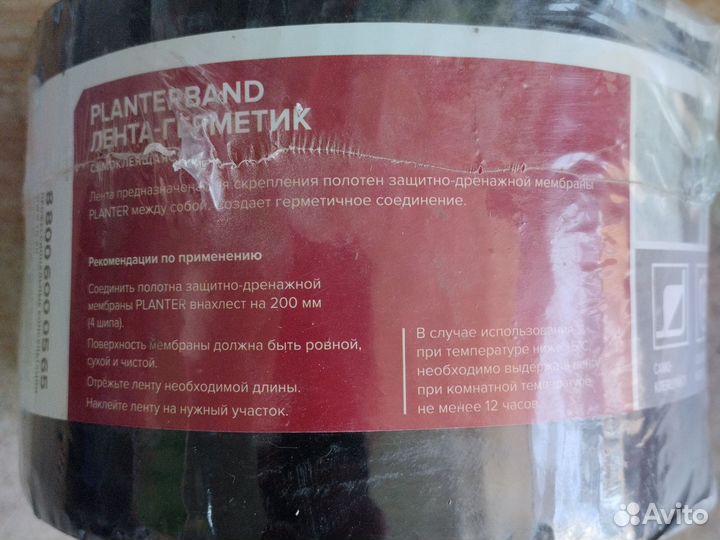 PLANTERBAND
ЛЕНТА-ГЕРМЕТИК
Лента предназначена для скрепления полотен защитно-дренажной мембраны
PLANTER между собой. Создает герметичное соединение.
Рекомендации по применению
Соединить полотна защитно-дренажной
мембраны PLANTER внахлест на 200 мм
(4 шипа).
Поверхность мембраны должна быть ровной,
сухой и чистой.
Отрежьте ленту необходимой длины.
Наклейте ленту на нужный участок.
В случае использования
при температуре ниже +5°С
необходимо выдержать ленту
при комнатной температуре
не менее 12 часов.
8 800 600 05 65
САМО-
Avito